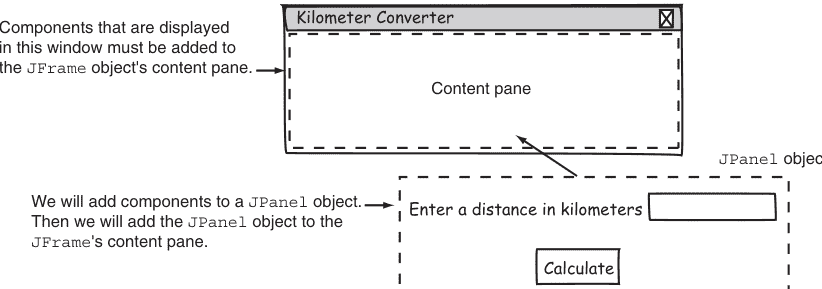 Components that are displayed
in this window must be added to
the JFrame object's content pane.
Kilometer Converter
Content pane
JPanel
We will add components to a JPanel object.
Then we will add the JPanel object to the
JFrame's content pane.
Enter a distance in kilometers
Calculate